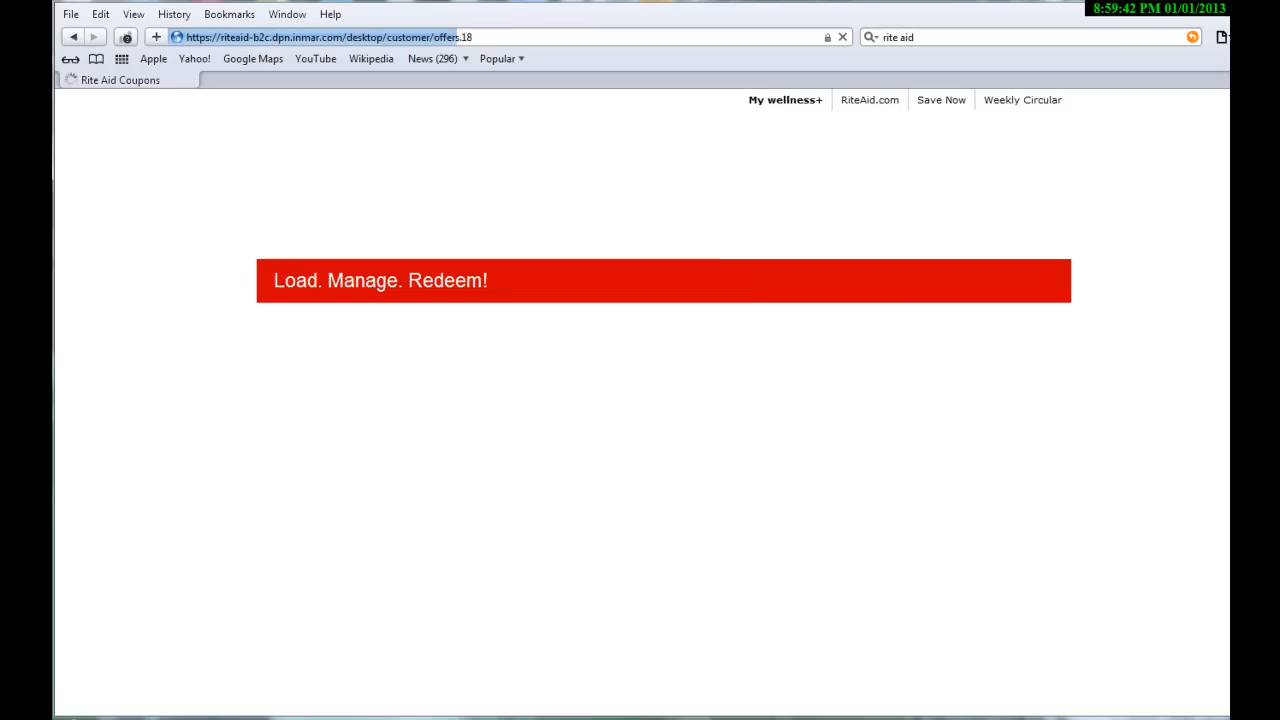 8:59:42 PM 01/01/2013
File Edit View History Bookmarks Window Help
https://riteaid-b2c.dpn.inmar.com/desktop/customer/offers.18 rite aid
Apple Yahoo! Google Maps YouTube Wikipedia News (296) Popular
Rite Aid Coupons
My wellness+ RiteAid.com Save Now Weekly Circular
Load. Manage. Redeem!